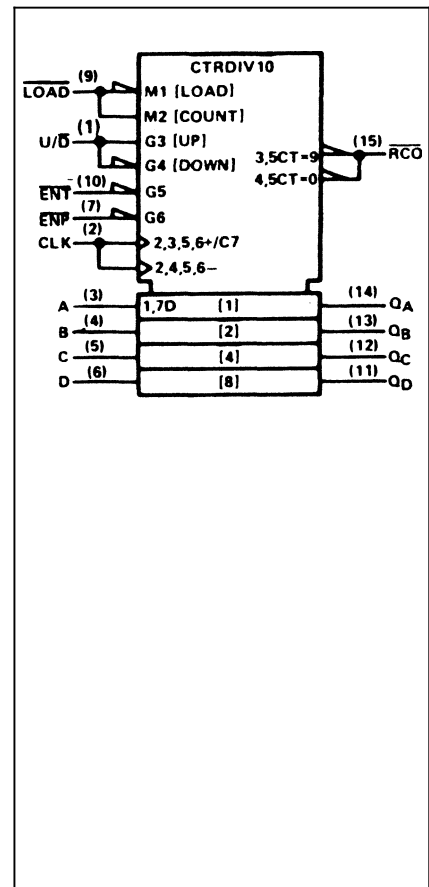 CTRDIV10
LOAD (9) M1 [LOAD]
M2 [COUNT]
U/D (1) G3 [UP]
G4 [DOWN]
ENT (10) G5
ENP (7) G6
CLK (2) 2,3,5,6+/C7
2,4,5,6−
3,5CT=9 (15) RCO
4,5CT=0
A (3) 1,7D [1] (14) QA
B (4) [2] (13) QB
C (5) [4] (12) QC
D (6) [8] (11) QD